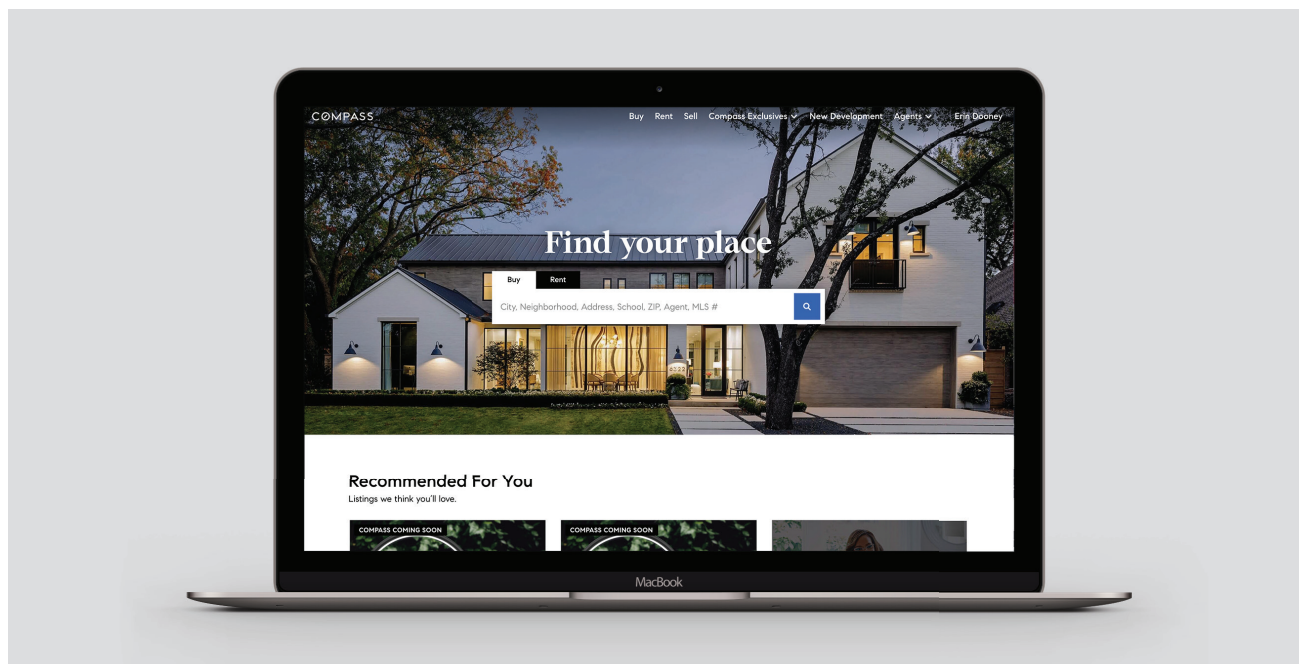 COMPASS
Buy Rent Sell Compass Exclusives New Development Agents Erin Dooney
Find your place
Buy Rent
City, Neighborhood, Address, School, ZIP, Agent, MLS #
6322
Recommended For You
Listings we think you'll love.
COMPASS COMING SOON COMPASS COMING SOON
MacBook